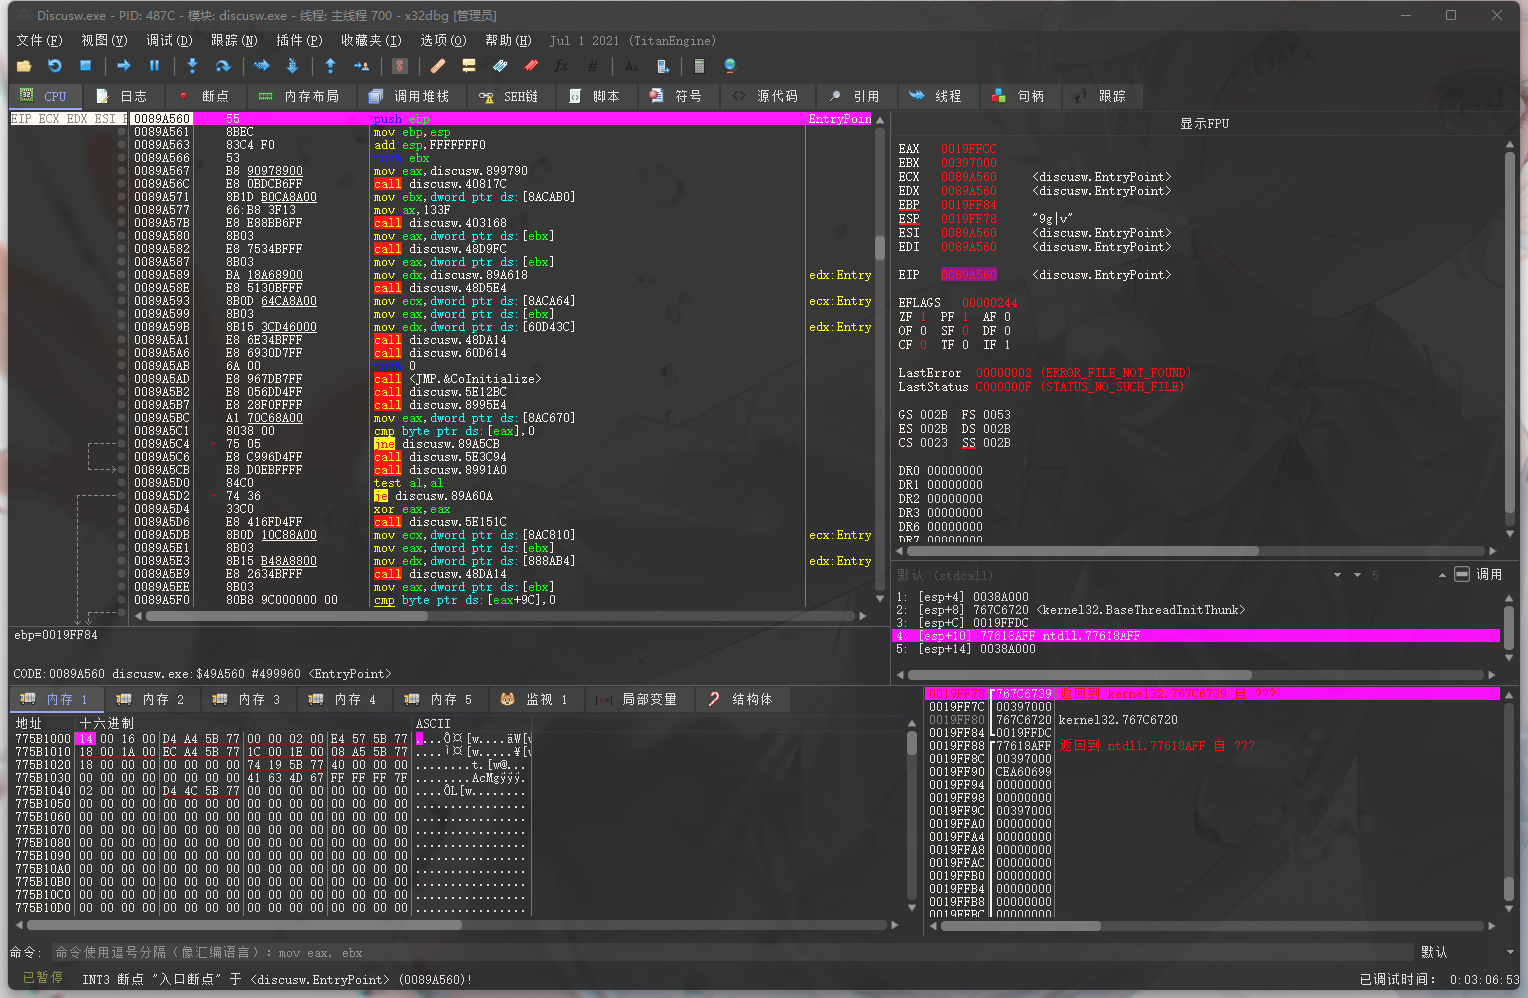 Discusw.exe - PID: 487C - 模块: discusw.exe - 线程: 主线程 700 - x32dbg [管理员]
文件(F) 视图(V) 调试(D) 跟踪(N) 插件(P) 收藏夹(I) 选项(O) 帮助(H) Jul 1 2021 (TitanEngine)
CPU 日志 断点 内存布局 调用堆栈 SEH链 脚本 符号 源代码 引用 线程 句柄 跟踪
EIP ECX EDX ESI E 0089A560 55 push ebp EntryPoin
0089A561 8BEC mov ebp,esp
0089A563 83C4 F0 add esp,FFFFFFF0
0089A566 53 push ebx
0089A567 B8 90978900 mov eax,discusw.899790
0089A56C E8 0BDCB6FF call discusw.40817C
0089A571 8B1D B0CA8A00 mov ebx,dword ptr ds:[8ACAB0]
0089A577 66:B8 3F13 mov ax,133F
0089A57B E8 E88BB6FF call discusw.403168
0089A580 8B03 mov eax,dword ptr ds:[ebx]
0089A582 E8 7534BFFF call discusw.48D9FC
0089A587 8B03 mov eax,dword ptr ds:[ebx]
0089A589 BA 18A68900 mov edx,discusw.89A618 edx:Entry
0089A58E E8 5130BFFF call discusw.48D5E4
0089A593 8B0D 64CA8A00 mov ecx,dword ptr ds:[8ACA64] ecx:Entry
0089A599 8B03 mov eax,dword ptr ds:[ebx]
0089A59B 8B15 3CD46000 mov edx,dword ptr ds:[60D43C] edx:Entry
0089A5A1 E8 6E34BFFF call discusw.48DA14
0089A5A6 E8 6930D7FF call discusw.60D614
0089A5AB 6A 00 push 0
0089A5AD E8 967DB7FF call <JMP.&CoInitialize>
0089A5B2 E8 056DD4FF call discusw.5E12BC
0089A5B7 E8 28F0FFFF call discusw.8995E4
0089A5BC A1 70C68A00 mov eax,dword ptr ds:[8AC670]
0089A5C1 8038 00 cmp byte ptr ds:[eax],0
0089A5C4 75 05 jne discusw.89A5CB
0089A5C6 E8 C996D4FF call discusw.5E3C94
0089A5CB E8 D0EBFFFF call discusw.8991A0
0089A5D0 84C0 test al,al
0089A5D2 74 36 je discusw.89A60A
0089A5D4 33C0 xor eax,eax
0089A5D6 E8 416FD4FF call discusw.5E151C
0089A5DB 8B0D 10C88A00 mov ecx,dword ptr ds:[8AC810] ecx:Entry
0089A5E1 8B03 mov eax,dword ptr ds:[ebx]
0089A5E3 8B15 B48A8800 mov edx,dword ptr ds:[888AB4] edx:Entry
0089A5E9 E8 2634BFFF call discusw.48DA14
0089A5EE 8B03 mov eax,dword ptr ds:[ebx]
0089A5F0 80B8 9C000000 00 cmp byte ptr ds:[eax+9C],0
ebp=0019FF84
CODE:0089A560 discusw.exe:$49A560 #499960 <EntryPoint>
显示FPU
EAX 0019FFCC
EBX 00397000
ECX 0089A560 <discusw.EntryPoint>
EDX 0089A560 <discusw.EntryPoint>
EBP 0019FF84
ESP 0019FF78 "9g|v"
ESI 0089A560 <discusw.EntryPoint>
EDI 0089A560 <discusw.EntryPoint>
EIP 0089A560 <discusw.EntryPoint>
EFLAGS 00000244
ZF 1 PF 1 AF 0
OF 0 SF 0 DF 0
CF 0 TF 0 IF 1
LastError 00000002 (ERROR_FILE_NOT_FOUND)
LastStatus C000000F (STATUS_NO_SUCH_FILE)
GS 002B FS 0053
ES 002B DS 002B
CS 0023 SS 002B
DR0 00000000
DR1 00000000
DR2 00000000
DR3 00000000
DR6 00000000
DR7 00000000
默认 (stdcall) 5 调用
1: [esp+4] 0038A000
2: [esp+8] 767C6720 <kernel32.BaseThreadInitThunk>
3: [esp+C] 0019FFDC
4: [esp+10] 77618AFF ntdll.77618AFF
5: [esp+14] 0038A000
内存 1 内存 2 内存 3 内存 4 内存 5 监视 1 局部变量 结构体
地址 十六进制 ASCII
775B1000 14 00 16 00 D4 A4 5B 77 00 00 02 00 E4 57 5B 77 ....Ô¤[w....äW[w
775B1010 18 00 1A 00 EC A4 5B 77 1C 00 1E 00 08 A5 5B 77 ....ì¤[w.....¥[w
775B1020 18 00 00 00 00 00 00 00 74 19 5B 77 40 00 00 00 ........t.[w@...
775B1030 00 00 00 00 00 00 00 00 41 63 4D 67 FF FF FF 7F ........AcMgÿÿÿ.
775B1040 02 00 00 00 D4 4C 5B 77 00 00 00 00 00 00 00 00 ....ÔL[w........
775B1050 00 00 00 00 00 00 00 00 00 00 00 00 00 00 00 00 ................
775B1060 00 00 00 00 00 00 00 00 00 00 00 00 00 00 00 00 ................
775B1070 00 00 00 00 00 00 00 00 00 00 00 00 00 00 00 00 ................
775B1080 00 00 00 00 00 00 00 00 00 00 00 00 00 00 00 00 ................
775B1090 00 00 00 00 00 00 00 00 00 00 00 00 00 00 00 00 ................
775B10A0 00 00 00 00 00 00 00 00 00 00 00 00 00 00 00 00 ................
775B10B0 00 00 00 00 00 00 00 00 00 00 00 00 00 00 00 00 ................
775B10C0 00 00 00 00 00 00 00 00 00 00 00 00 00 00 00 00 ................
775B10D0 00 00 00 00 00 00 00 00 00 00 00 00 00 00 00 00 ................
0019FF78 767C6739 返回到 kernel32.767C6739 自 ???
0019FF7C 00397000
0019FF80 767C6720 kernel32.767C6720
0019FF84 0019FFDC
0019FF88 77618AFF 返回到 ntdll.77618AFF 自 ???
0019FF8C 00397000
0019FF90 CEA60699
0019FF94 00000000
0019FF98 00000000
0019FF9C 00397000
0019FFA0 00000000
0019FFA4 00000000
0019FFA8 00000000
0019FFAC 00000000
0019FFB0 00000000
0019FFB4 00000000
0019FFB8 00000000
0019FFBC 00000000
命令: 命令使用逗号分隔（像汇编语言）: mov eax, ebx 默认
已暂停 INT3 断点 "入口断点" 于 <discusw.EntryPoint> (0089A560)! 已调试时间: 0:03:06:53